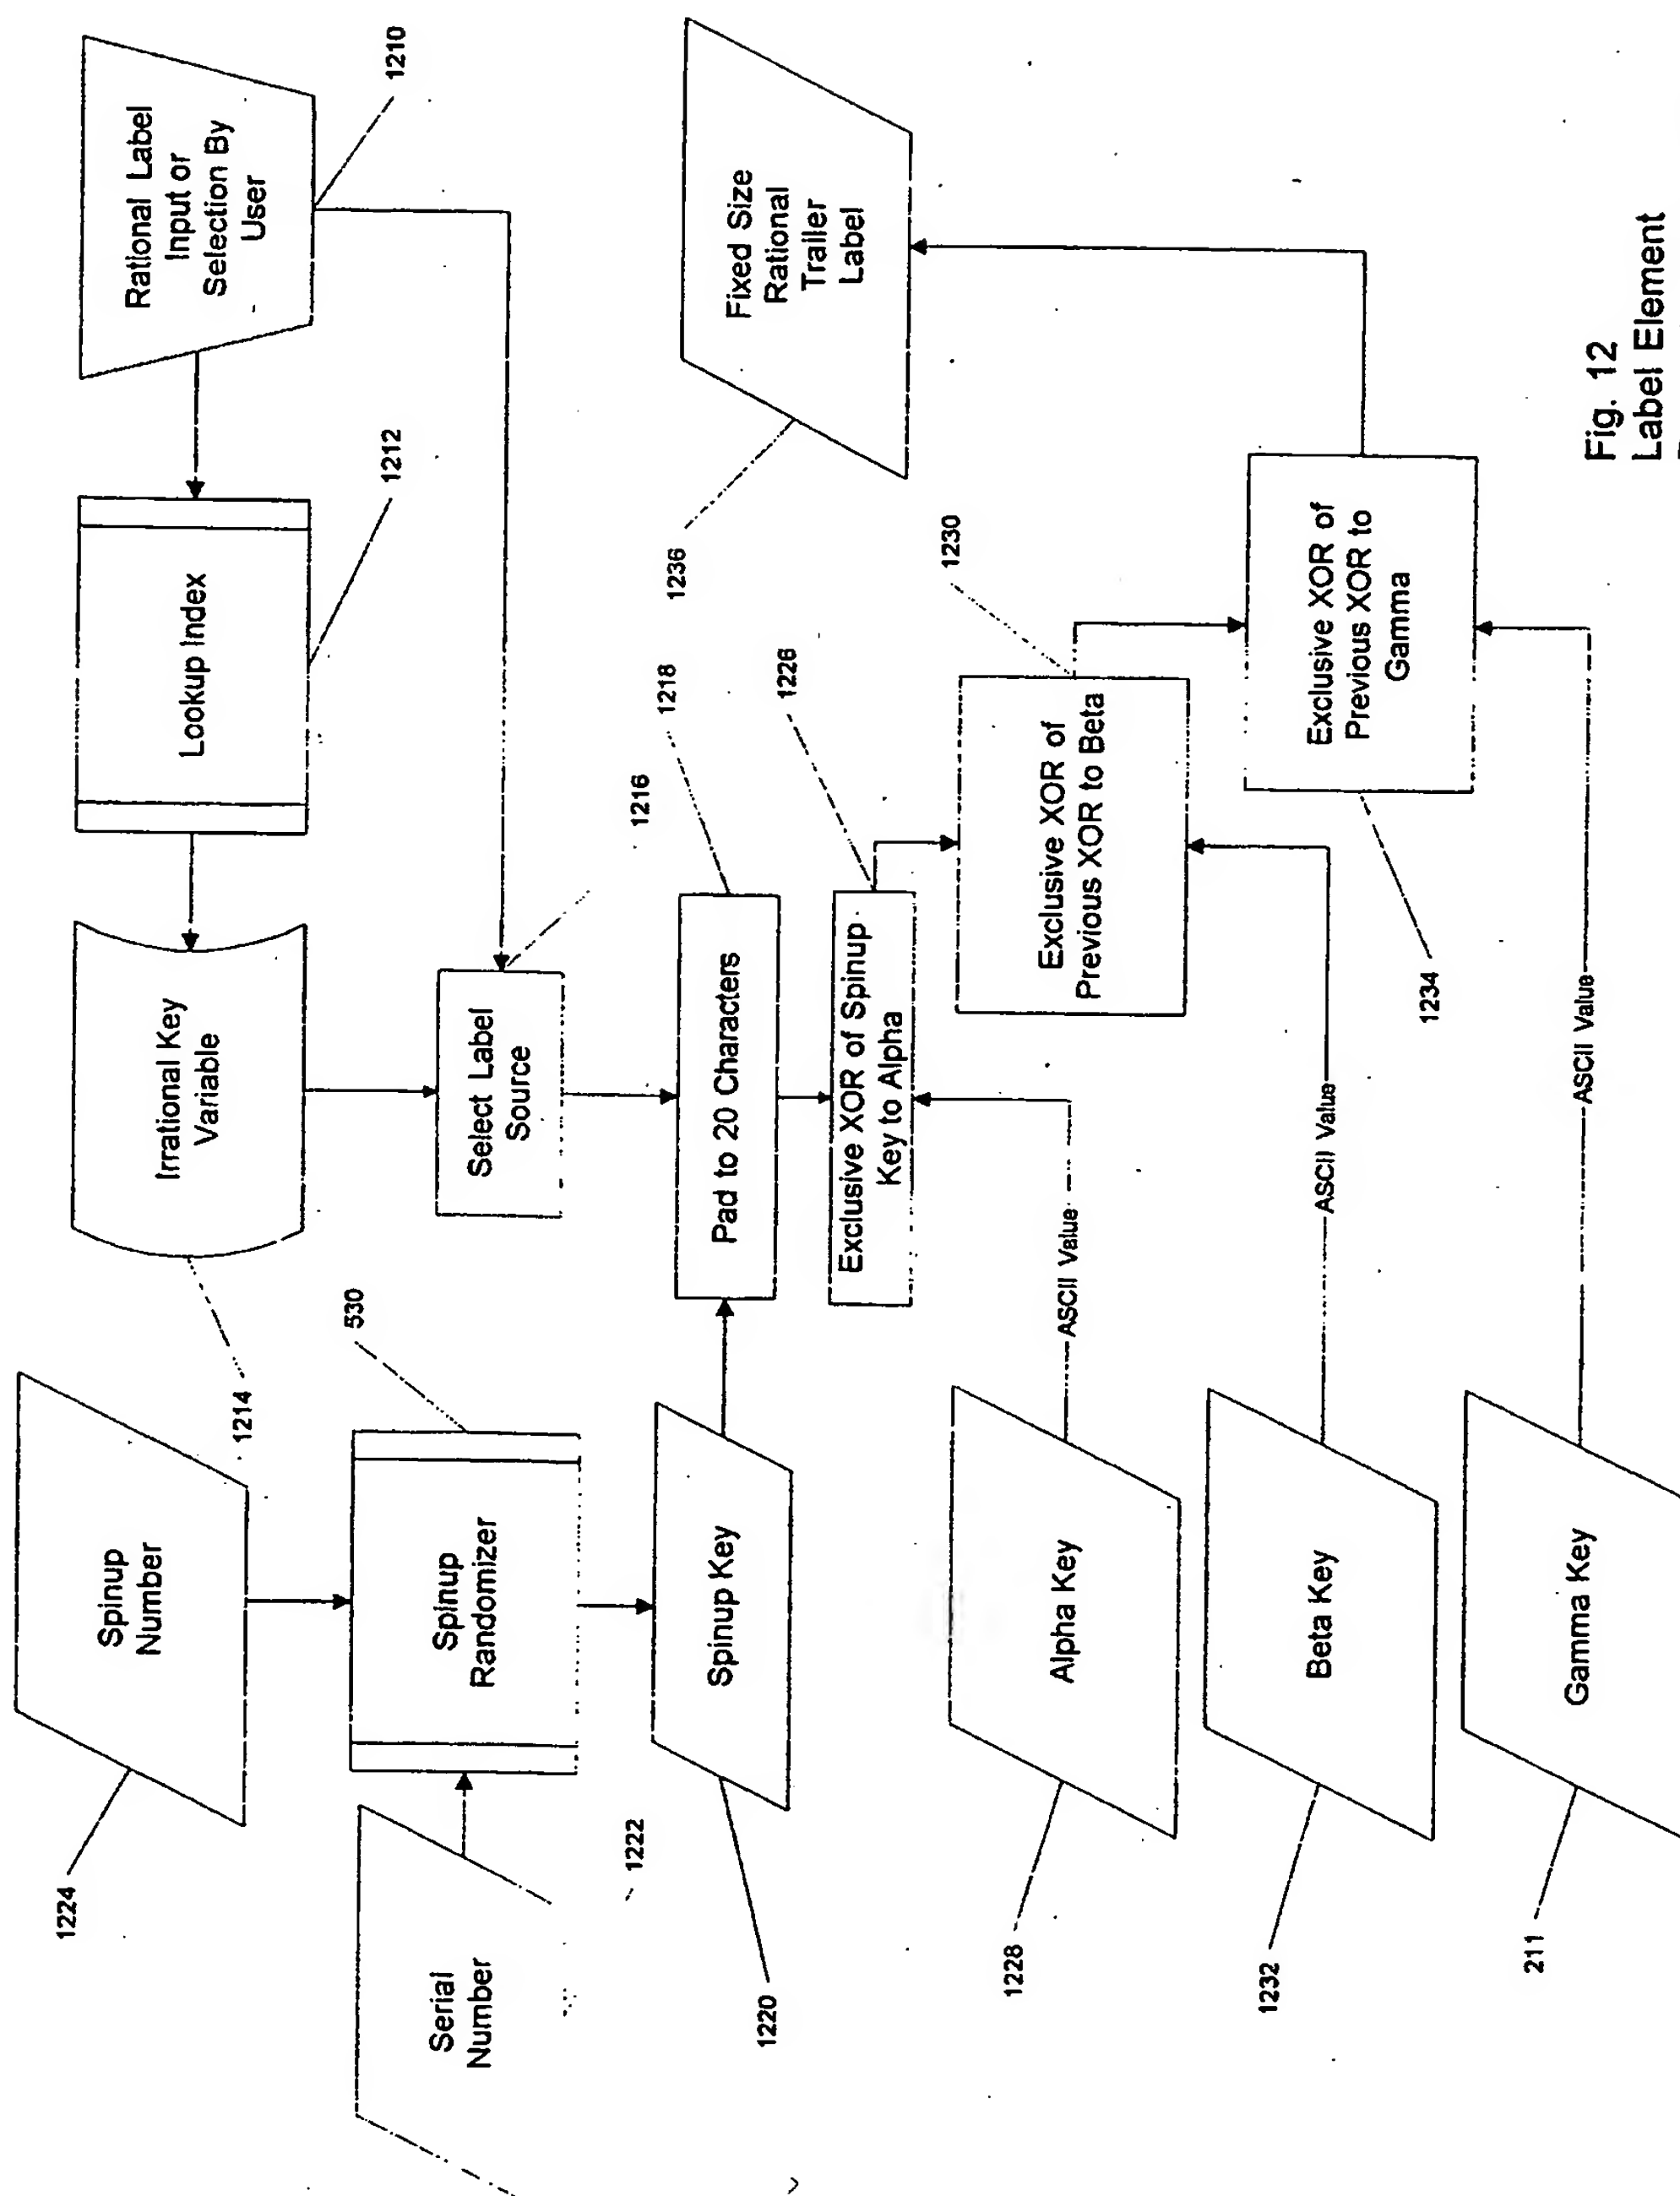 Spinup
Number
1224
Serial
Number
1222
Spinup
Randomizer
530
Spinup Key
1220
Alpha Key
1228
Beta Key
1232
Gamma Key
211
Irrational Key
Variable
1214
Lookup Index
1212
Rational Label
Input or
Selection By
User
1210
Select Label
Source
1216
Pad to 20 Characters
1218
Exclusive XOR of Spinup
Key to Alpha
1226
ASCII Value
Exclusive XOR of
Previous XOR to Beta
1230
ASCII Value
Exclusive XOR of
Previous XOR to
Gamma
1234
ASCII Value
Fixed Size
Rational
Trailer
Label
1236
Fig. 12
Label Element